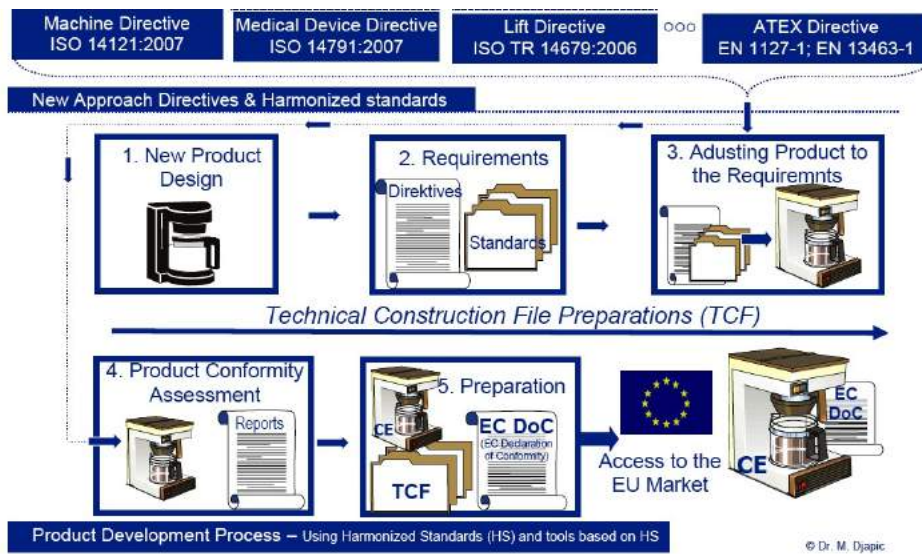 Machine Directive
ISO 14121:2007
Medical Device Directive
ISO 14791:2007
Lift Directive
ISO TR 14679:2006
ooo
ATEX Directive
EN 1127-1; EN 13463-1
New Approach Directives & Harmonized standards
1. New Product
Design
2. Requirements
Direktives
Standards
3. Adusting Product to
the Requiremnts
Technical Construction File Preparations (TCF)
4. Product Conformity
Assessment
Reports
5. Preparation
CE
TCF
EC DoC
(EC Declaration
of Conformity)
Access to the
EU Market
CE
EC
DoC
Product Development Process – Using Harmonized Standards (HS) and tools based on HS
© Dr. M. Djapic